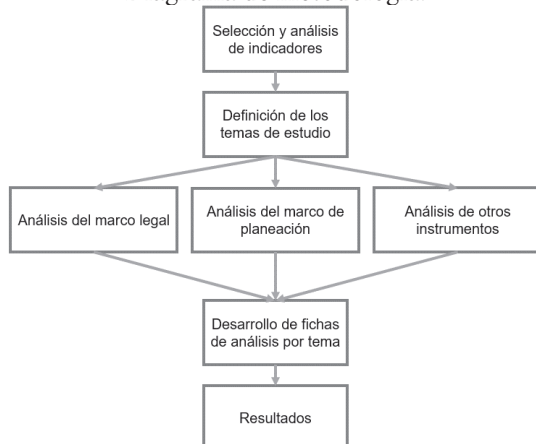 Selección y análisis
de indicadores
Definición de los
temas de estudio
Análisis del marco legal
Análisis del marco de
planeación
Análisis de otros
instrumentos
Desarrollo de fichas
de análisis por tema
Resultados